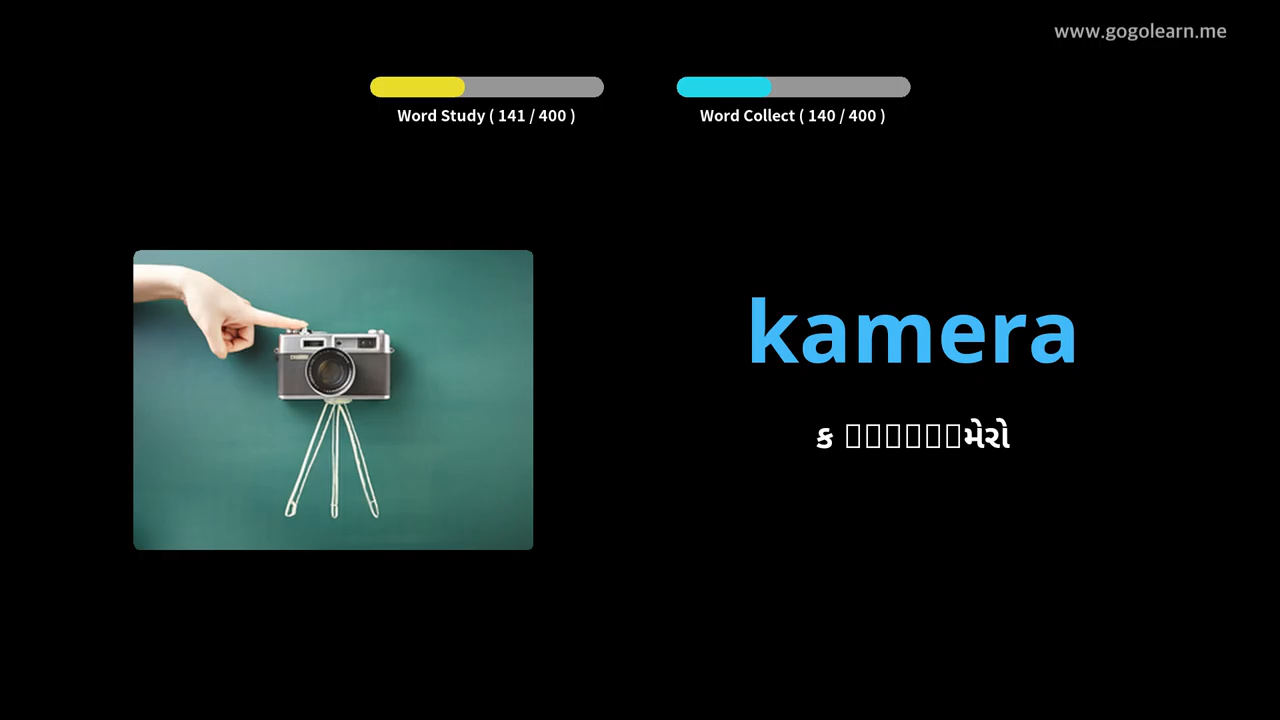 www.gogolearn.me
Word Study ( 141 / 400 )
Word Collect ( 140 / 400 )
kamera
ક □□□□□□મેરો